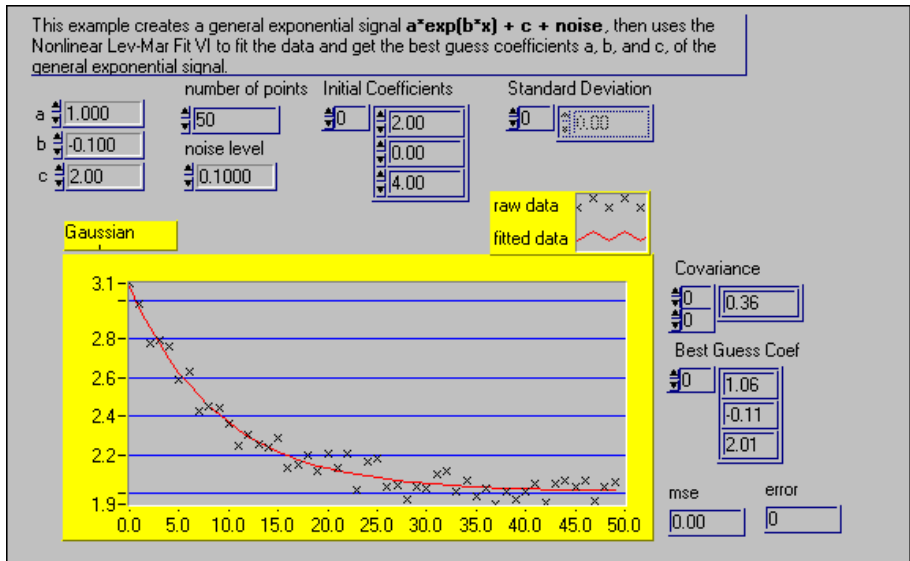 This example creates a general exponential signal a*exp(b*x) + c + noise, then uses the
Nonlinear Lev-Mar Fit VI to fit the data and get the best guess coefficients a, b, and c, of the
general exponential signal.
number of points Initial Coefficients Standard Deviation
a 1.000 50 0 2.00 0 0.00
b -0.100 noise level 0.00
c 2.00 0.1000 4.00
raw data
Gaussian fitted data
Covariance
0 0.36
0
Best Guess Coef
0 1.06
-0.11
2.01
mse error
0.00 0
3.1
2.8
2.6
2.4
2.2
1.9
0.0 5.0 10.0 15.0 20.0 25.0 30.0 35.0 40.0 45.0 50.0